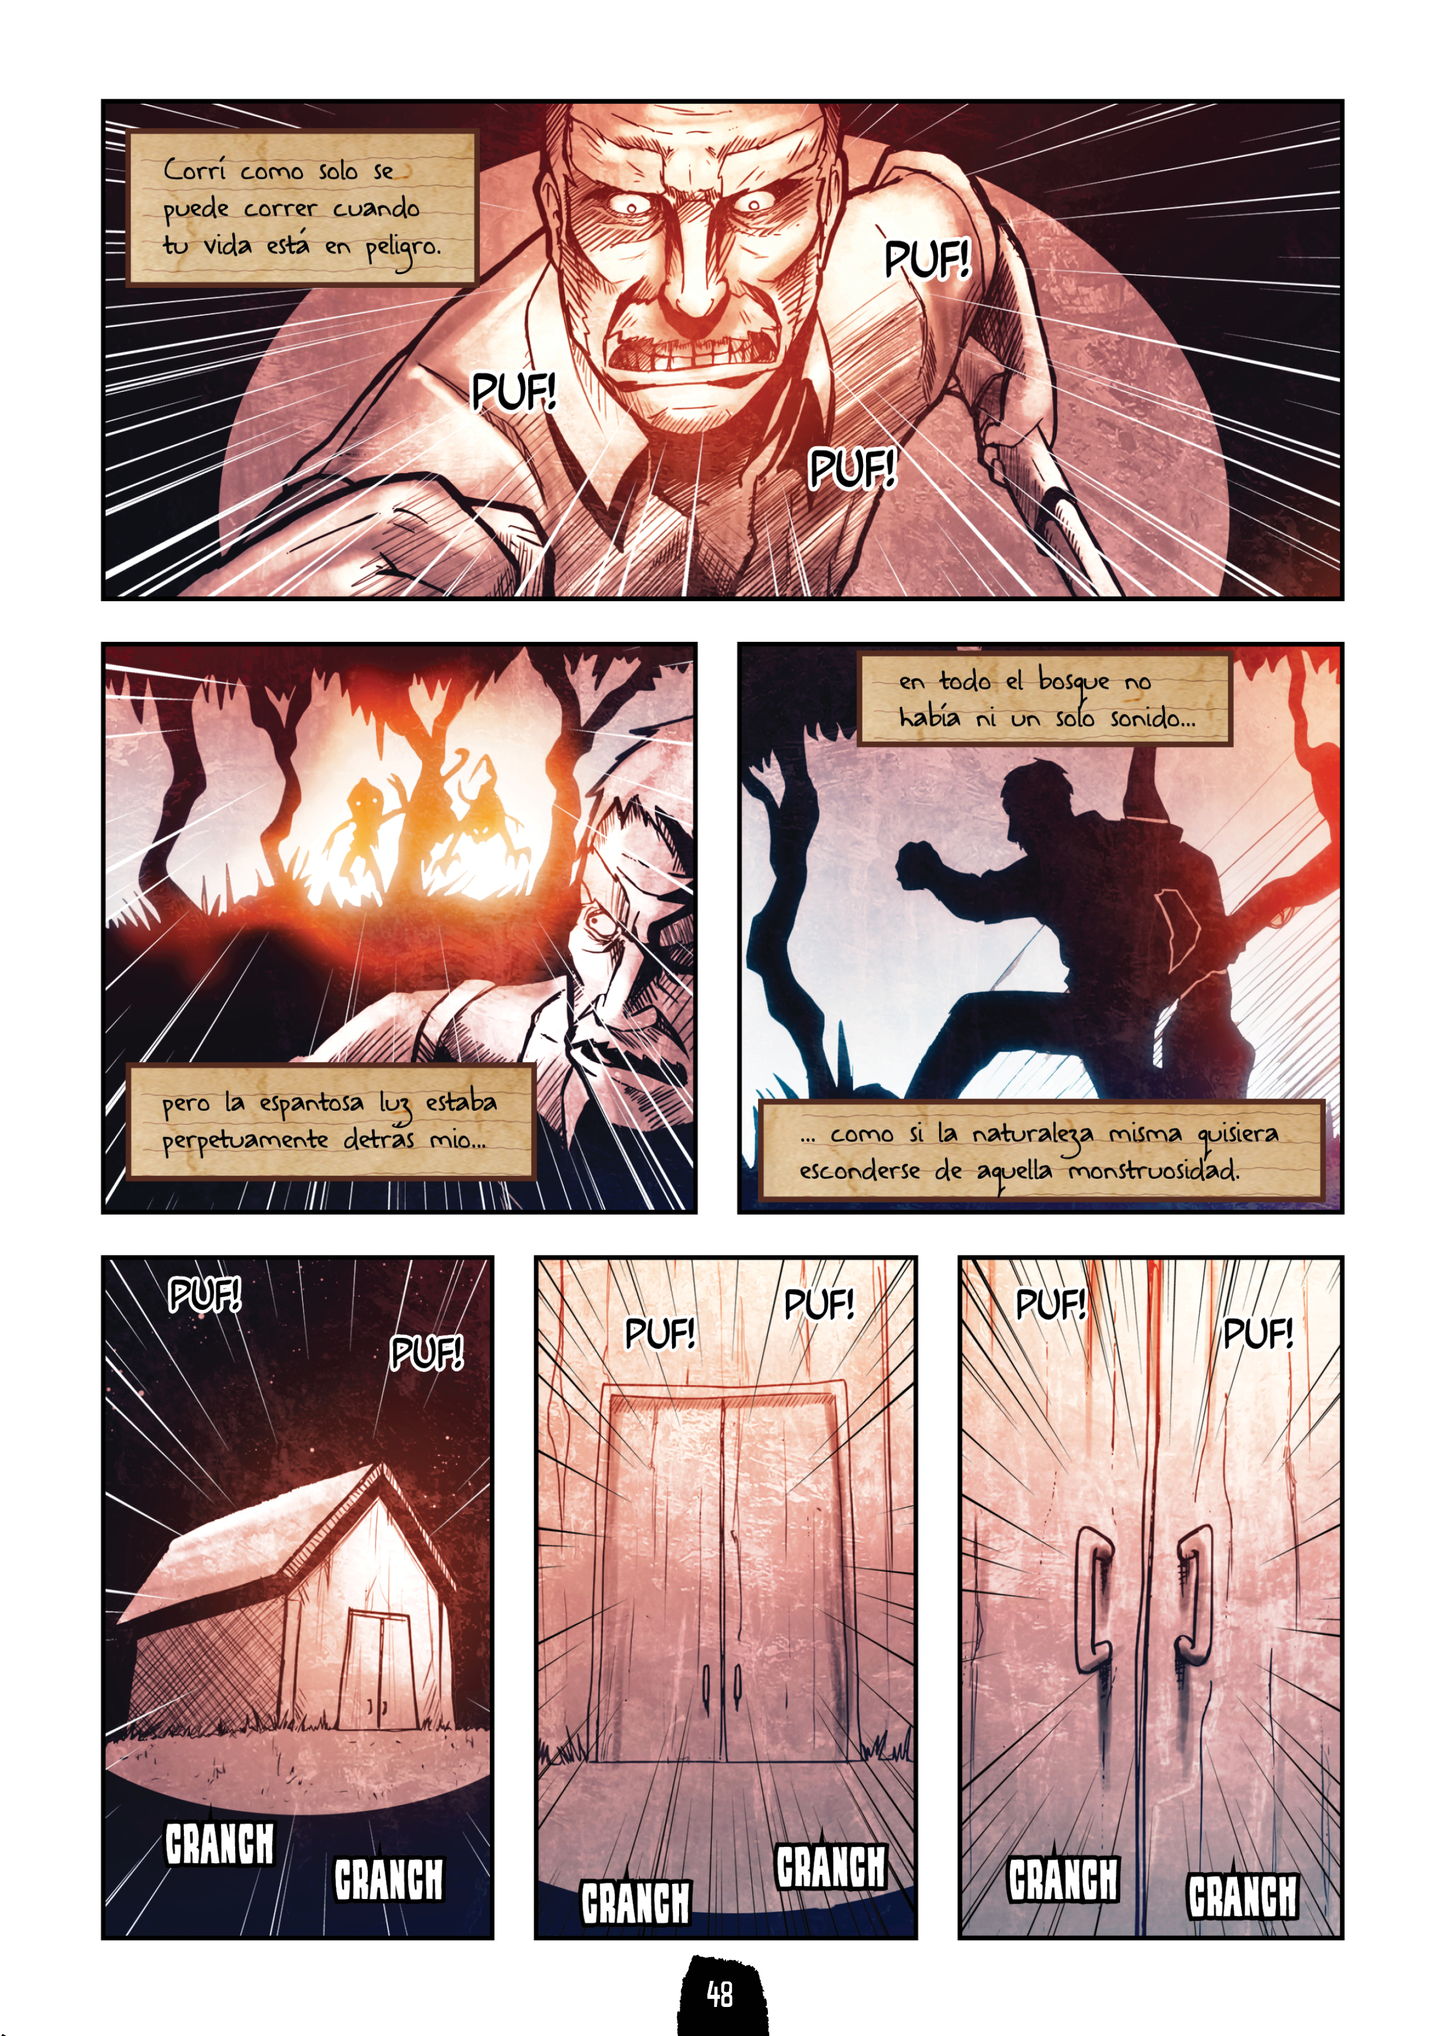 Corrí como solo se
puede correr cuando
tu vida está en peligro.
PUF!
PUF!
PUF!
pero la espantosa luz estaba
perpetuamente detrás mio...
en todo el bosque no
había ni un solo sonido...
... como si la naturaleza misma quisiera
esconderse de aquella monstruosidad.
PUF!
PUF!
CRANCH
CRANCH
PUF!
PUF!
CRANCH
CRANCH
PUF!
PUF!
CRANCH
CRANCH
48